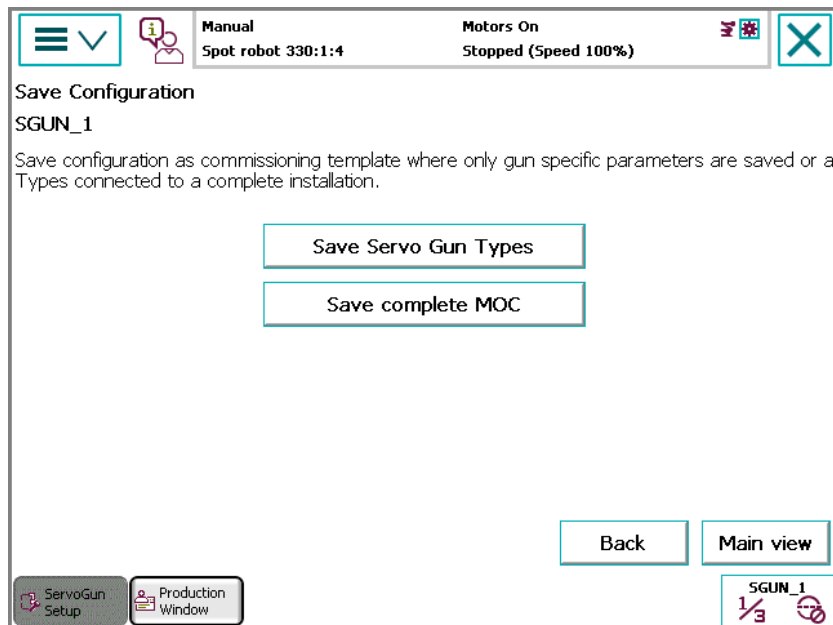 Manual
Motors On
Spot robot 330:1:4
Stopped (Speed 100%)
Save Configuration
SGUN_1
Save configuration as commissioning template where only gun specific parameters are saved or a
Types connected to a complete installation.
Save Servo Gun Types
Save complete MOC
Back
Main view
ServoGun
Setup
Production
Window
SGUN_1
1/3